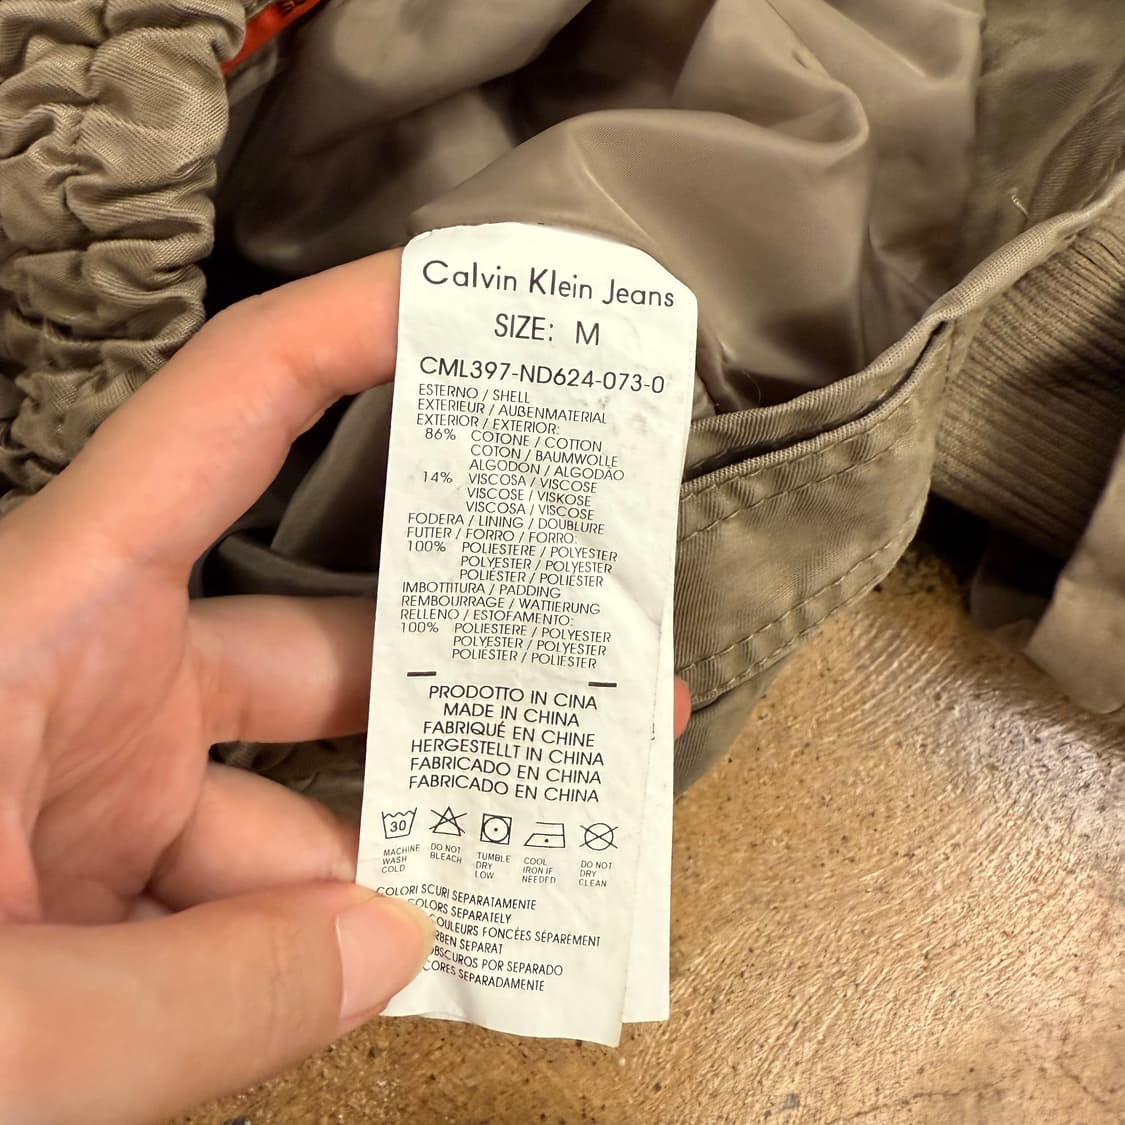 Calvin Klein Jeans
SIZE: M
CML397-ND624-073-0
ESTERNO / SHELL
EXTERIEUR / AUßENMATERIAL
EXTERIOR / EXTERIOR:
86% COTONE / COTTON
COTON / BAUMWOLLE
ALGODON / ALGODÃO
14% VISCOSA / VISCOSE
VISCOSE / VISKOSE
VISCOSA / VISCOSE
FODERA / LINING / DOUBLURE
FUTTER / FORRO / FORRO:
100% POLIESTERE / POLYESTER
POLYESTER / POLYESTER
POLIÉSTER / POLIÉSTER
IMBOTTITURA / PADDING
REMBOURRAGE / WATTIERUNG
RELLENO / ESTOFAMENTO:
100% POLIESTERE / POLYESTER
POLYESTER / POLYESTER
POLIÉSTER / POLIÉSTER
PRODOTTO IN CINA
MADE IN CHINA
FABRIQUÉ EN CHINE
HERGESTELLT IN CHINA
FABRICADO EN CHINA
FABRICADO EN CHINA
30
MACHINE WASH COLD
DO NOT BLEACH
TUMBLE DRY LOW
COOL IRON IF NEEDED
DO NOT DRY CLEAN
COLORI SCURI SEPARATAMENTE
COLORS SEPARATELY
COULEURS FONCÉES SÉPAREMENT
SEPARAT
OBSCUROS POR SEPARADO
CORES SEPARADAMENTE